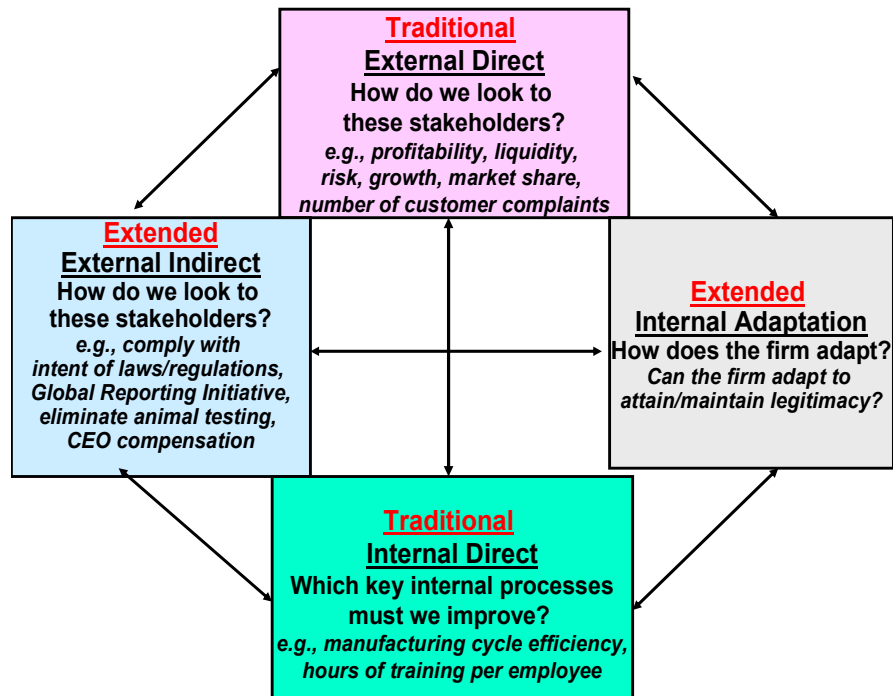 Traditional
External Direct
How do we look to
these stakeholders?
e.g., profitability, liquidity,
risk, growth, market share,
number of customer complaints
Extended
External Indirect
How do we look to
these stakeholders?
e.g., comply with
intent of laws/regulations,
Global Reporting Initiative,
eliminate animal testing,
CEO compensation
Extended
Internal Adaptation
How does the firm adapt?
Can the firm adapt to
attain/maintain legitimacy?
Traditional
Internal Direct
Which key internal processes
must we improve?
e.g., manufacturing cycle efficiency,
hours of training per employee